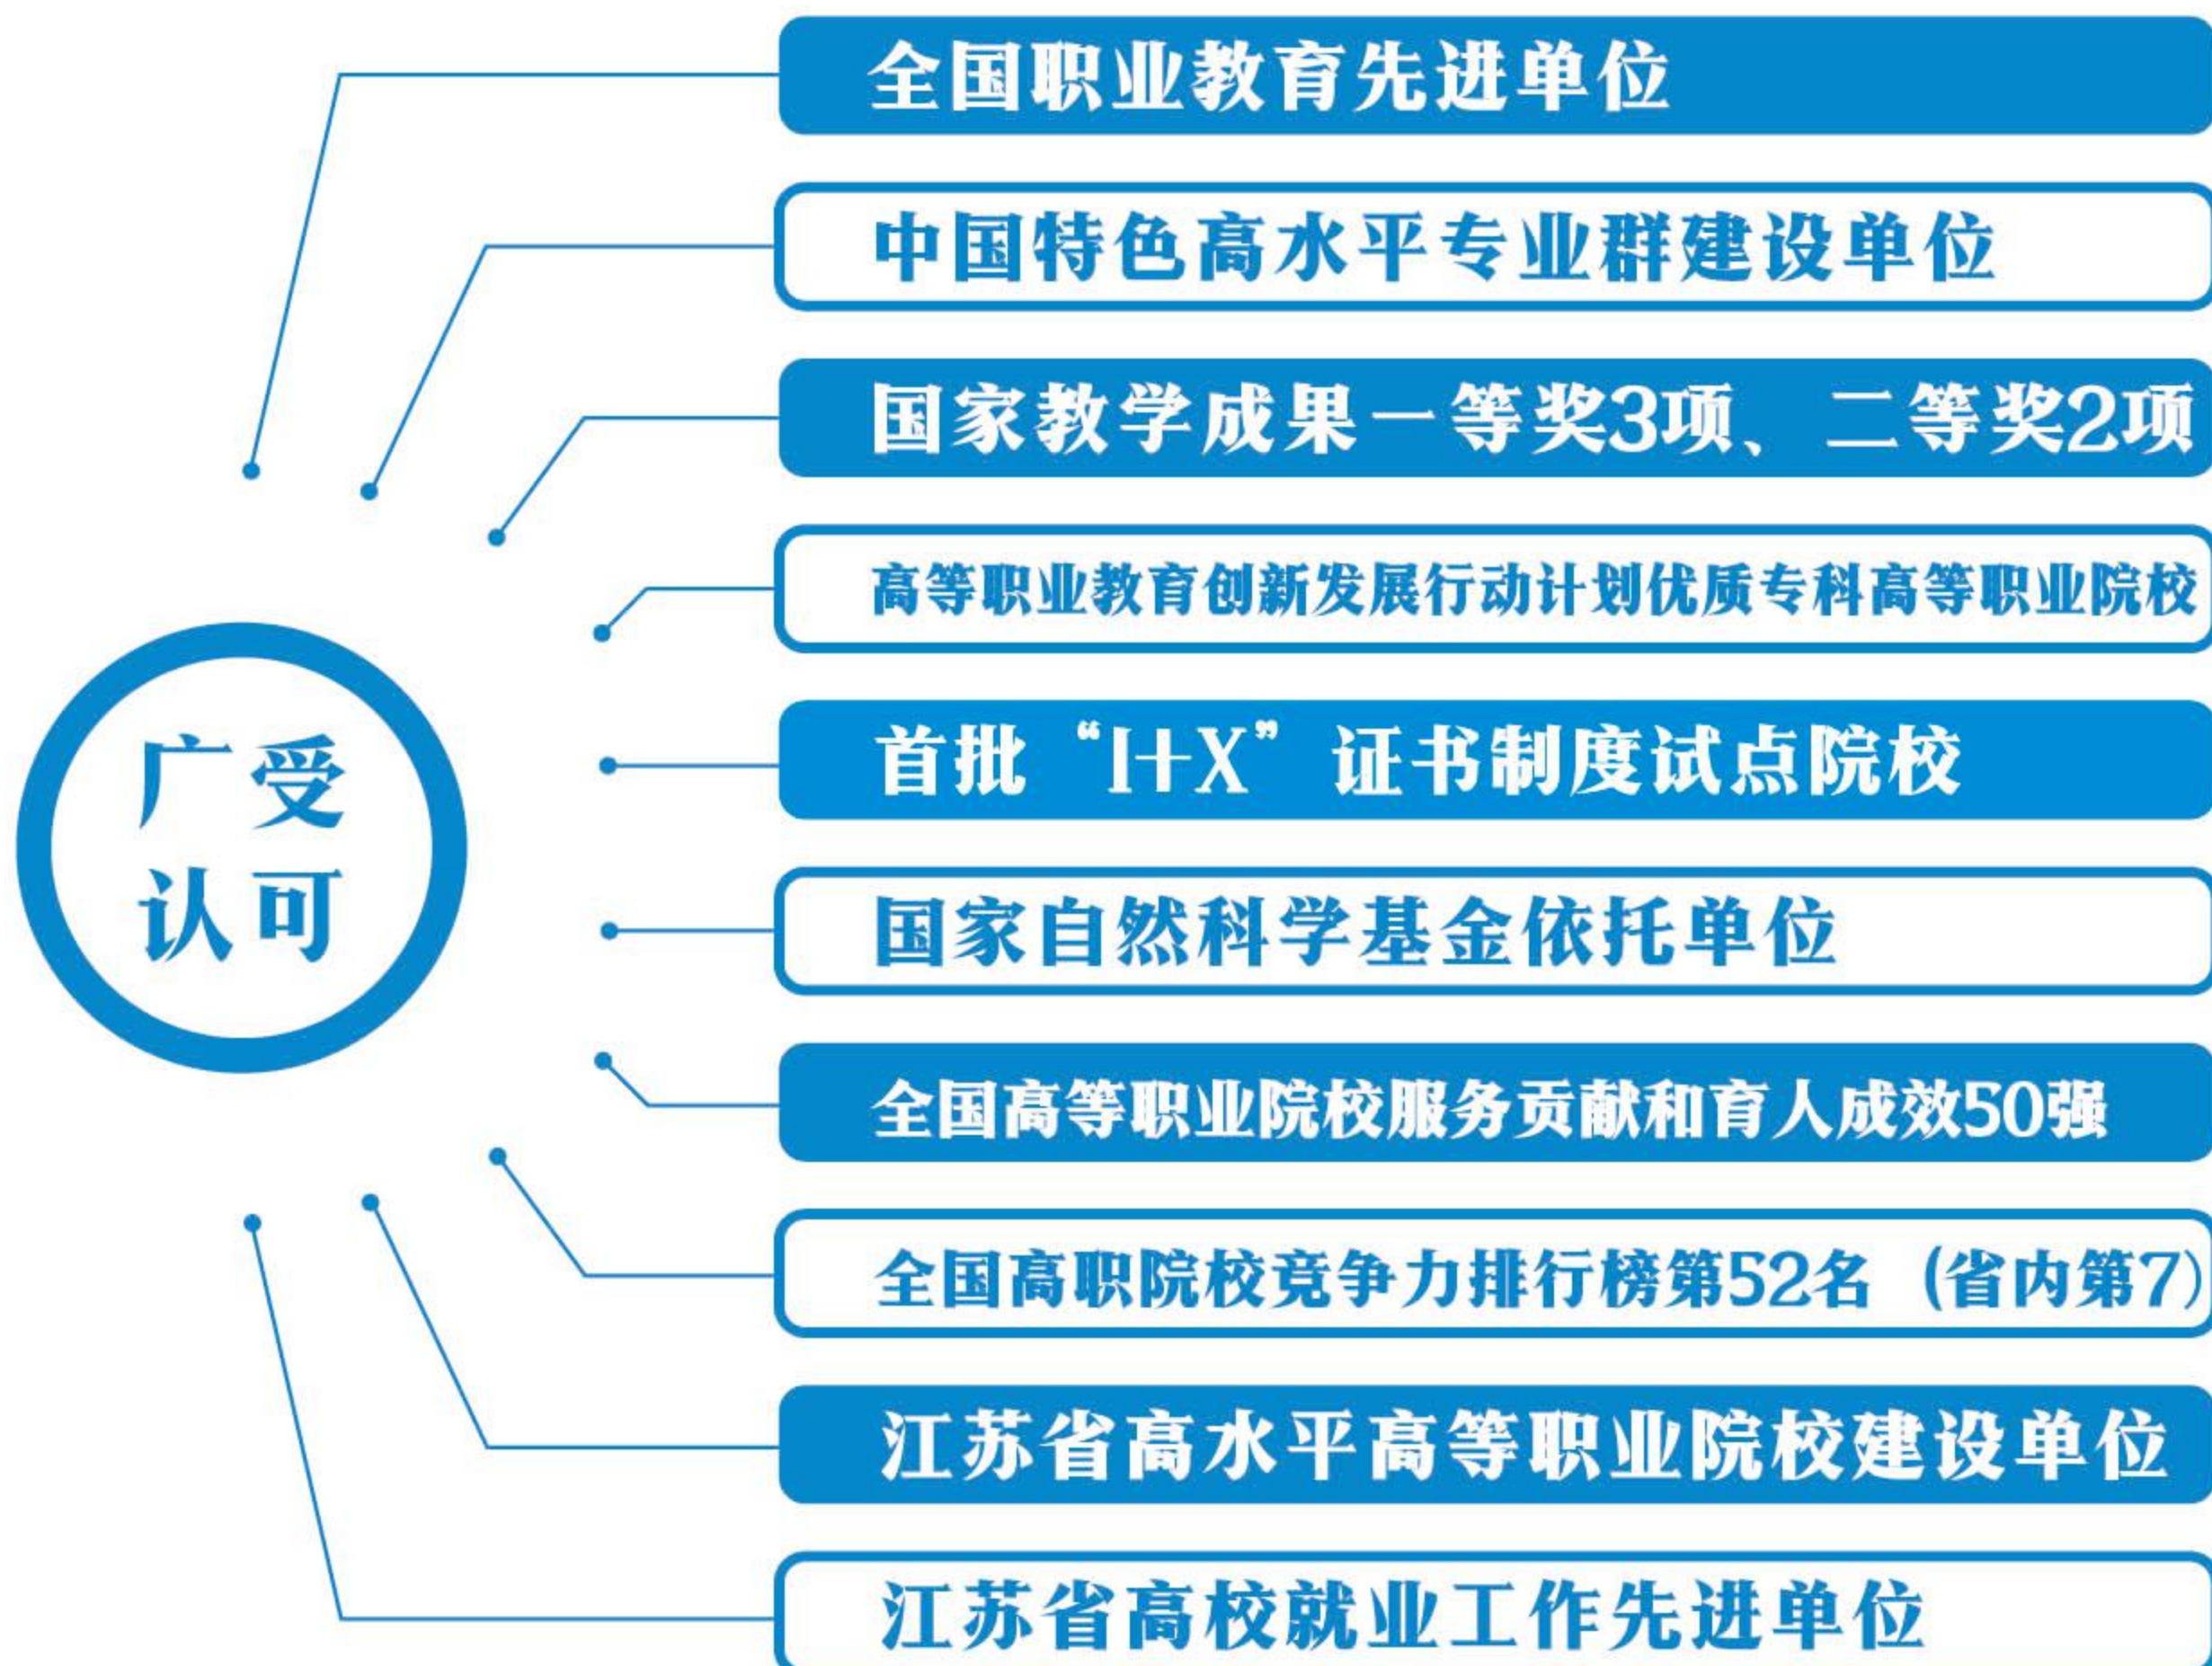 广受
认可
全国职业教育先进单位
中国特色高水平专业群建设单位
国家教学成果一等奖3项、二等奖2项
高等职业教育创新发展行动计划优质专科高等职业院校
首批“1+X”证书制度试点院校
国家自然科学基金依托单位
全国高等职业院校服务贡献和育人成效50强
全国高职院校竞争力排行榜第52名（省内第7）
江苏省高水平高等职业院校建设单位
江苏省高校就业工作先进单位